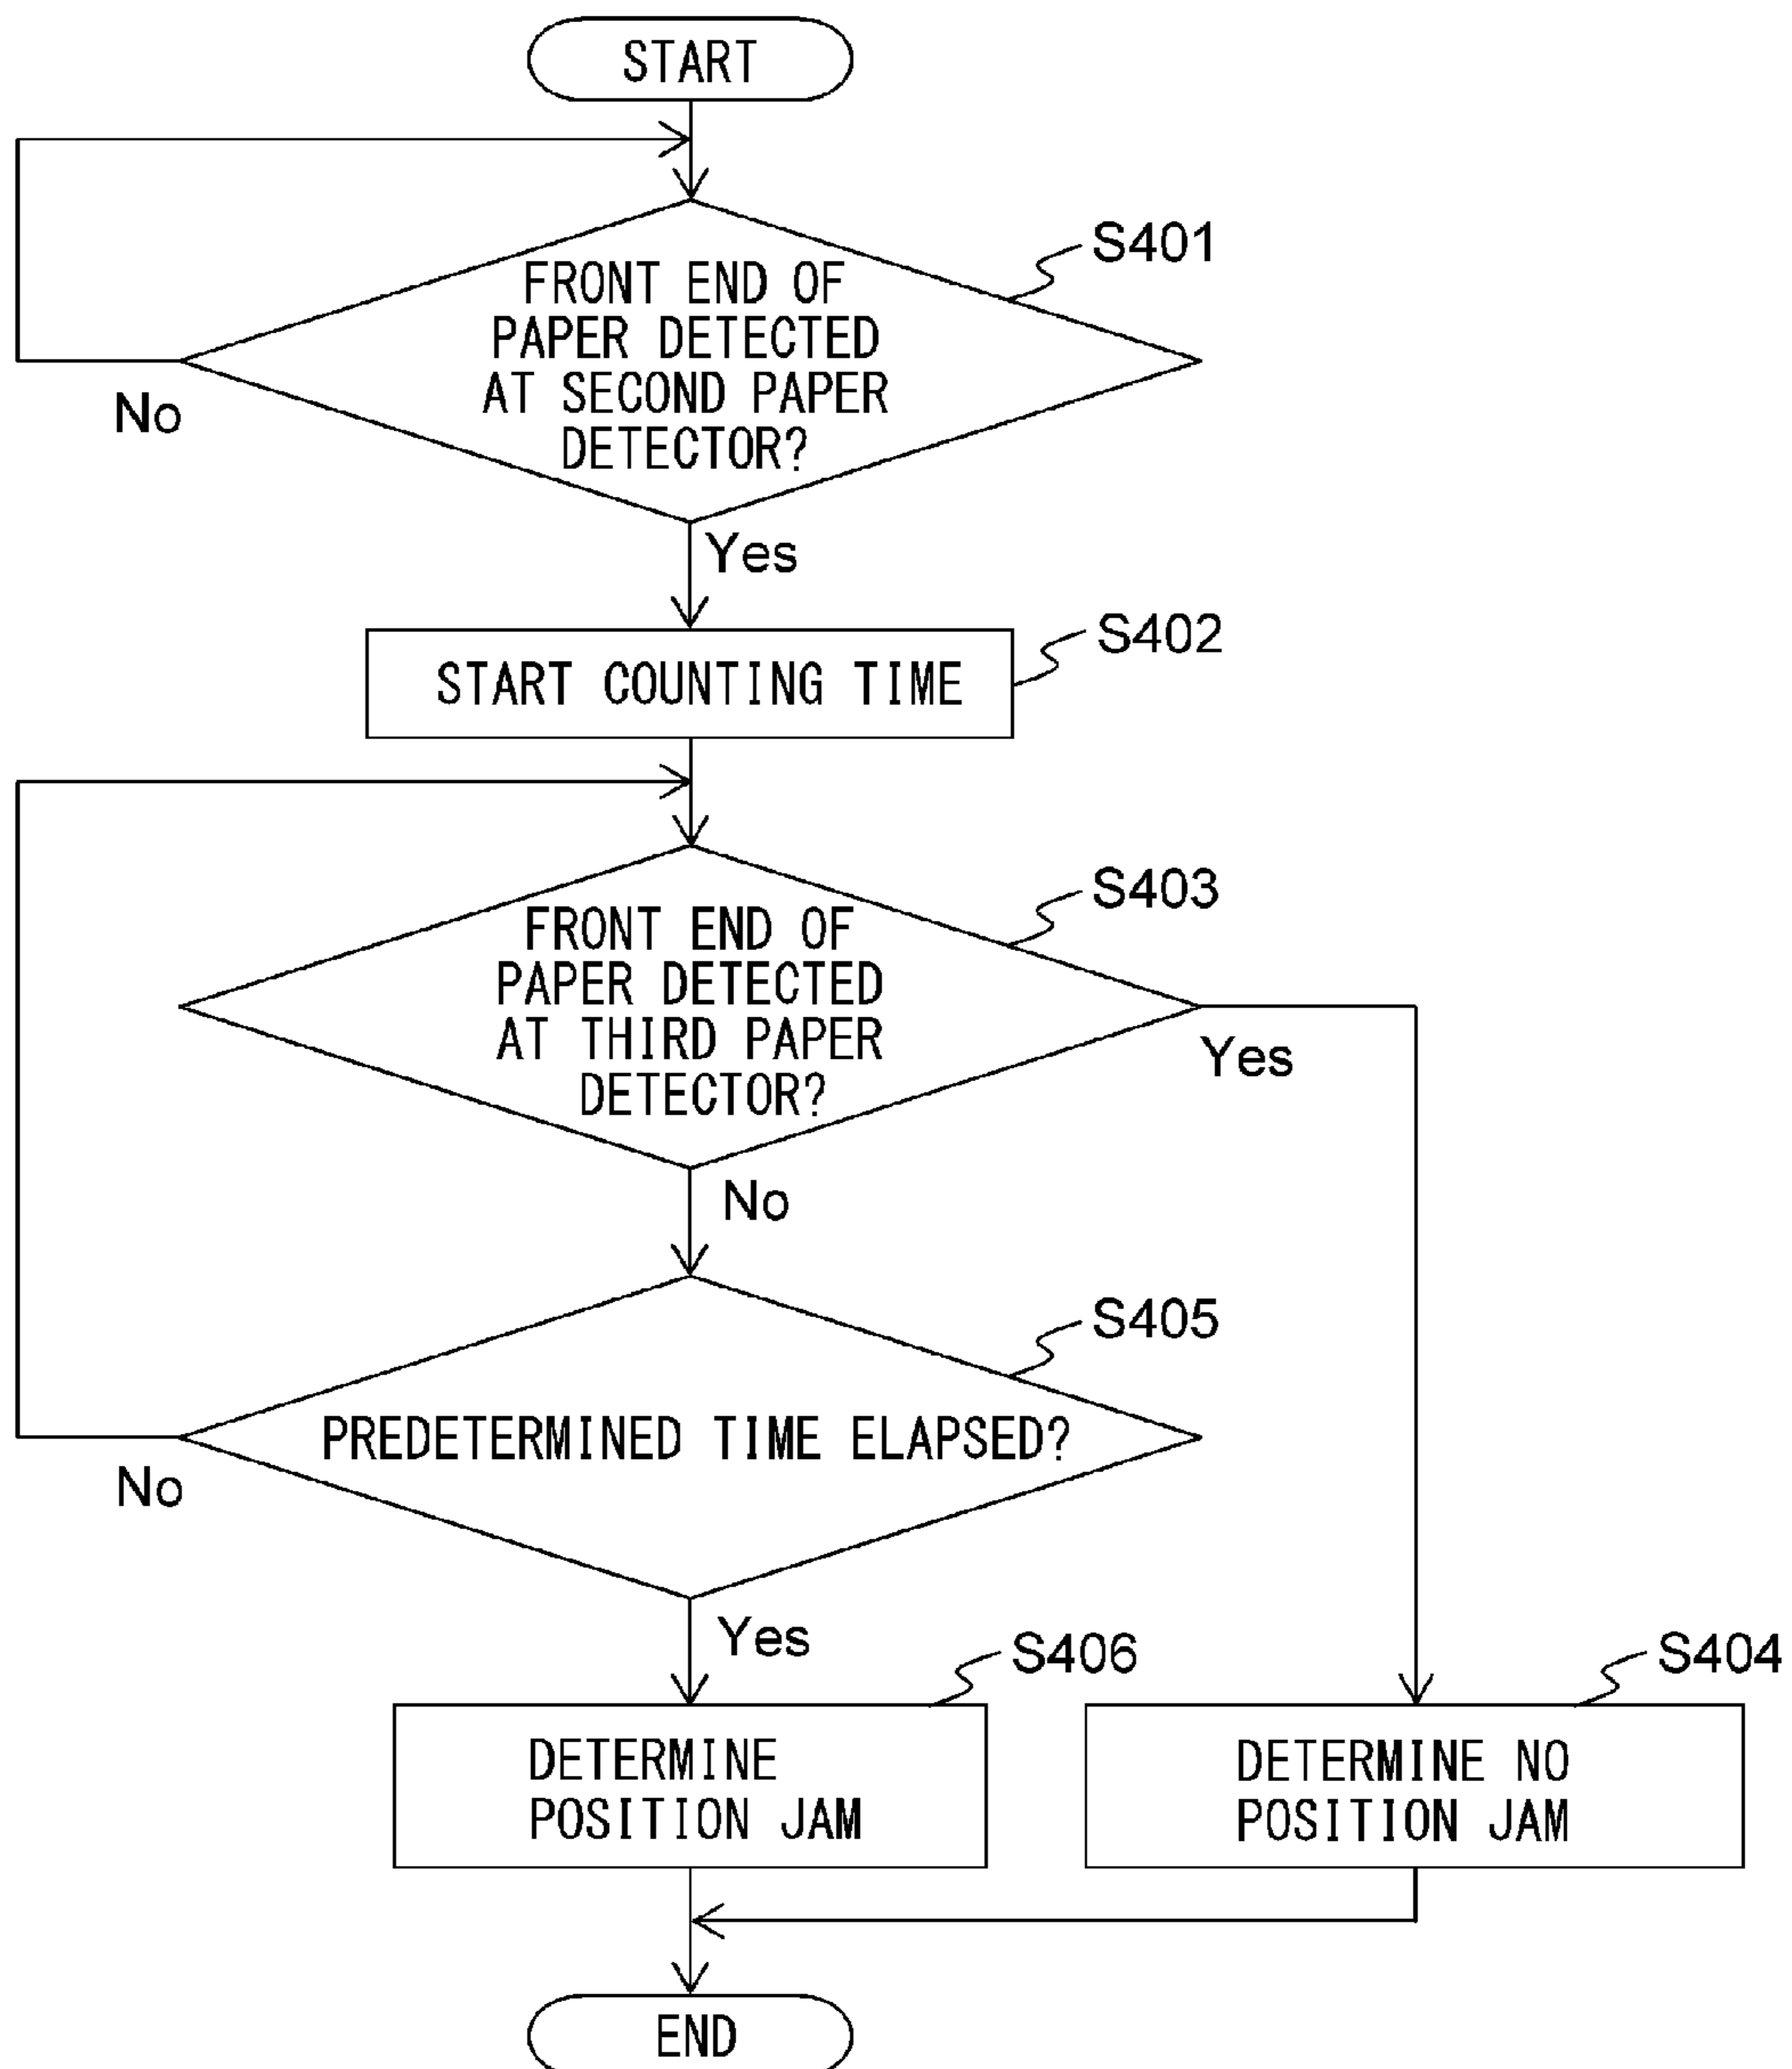 START
S401
FRONT END OF
PAPER DETECTED
AT SECOND PAPER
DETECTOR?
No
Yes
S402
START COUNTING TIME
S403
FRONT END OF
PAPER DETECTED
AT THIRD PAPER
DETECTOR?
Yes
No
S405
PREDETERMINED TIME ELAPSED?
No
Yes
S406
S404
DETERMINE
POSITION JAM
DETERMINE NO
POSITION JAM
END